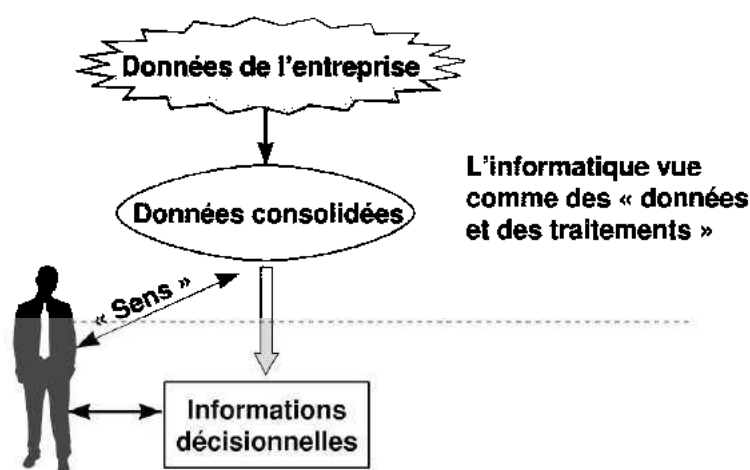 Données de l'entreprise
L'informatique vue
comme des « données
et des traitements »
Données consolidées
« Sens »
Informations
décisionnelles